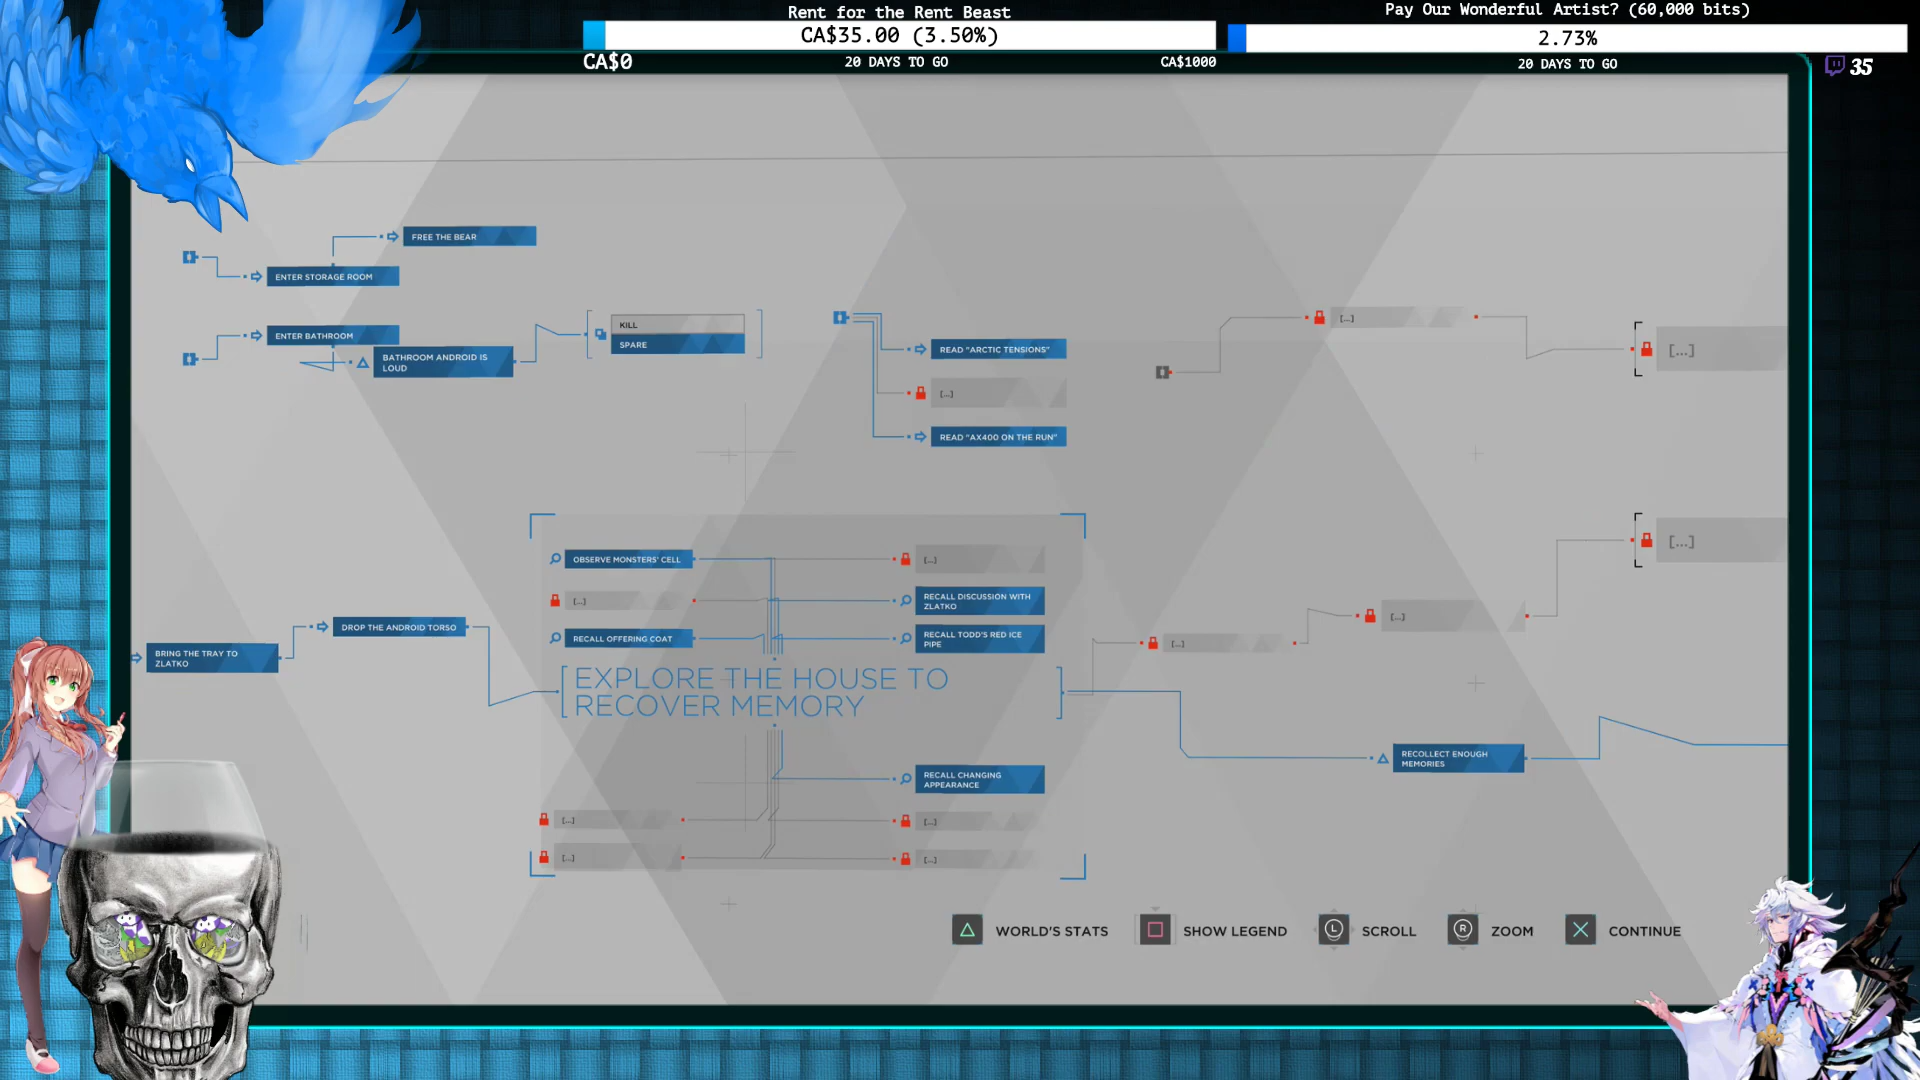 Rent for the Rent Beast
CA$35.00 (3.50%)
CA$0
20 DAYS TO GO
CA$1000
Pay Our Wonderful Artist? (60,000 bits)
2.73%
20 DAYS TO GO
35
FREE THE BEAR
ENTER STORAGE ROOM
ENTER BATHROOM
BATHROOM ANDROID IS
LOUD
KILL
SPARE
READ "ARCTIC TENSIONS"
[...]
READ "AX400 ON THE RUN"
[...]
[...]
[...]
OBSERVE MONSTERS' CELL
[...]
[...]
RECALL DISCUSSION WITH
ZLATKO
RECALL OFFERING COAT
RECALL TODD'S RED ICE
PIPE
DROP THE ANDROID TORSO
BRING THE TRAY TO
ZLATKO
EXPLORE THE HOUSE TO
RECOVER MEMORY
[...]
[...]
RECOLLECT ENOUGH
MEMORIES
RECALL CHANGING
APPEARANCE
[...]
[...]
[...]
[...]
WORLD'S STATS
SHOW LEGEND
L
SCROLL
R
ZOOM
CONTINUE